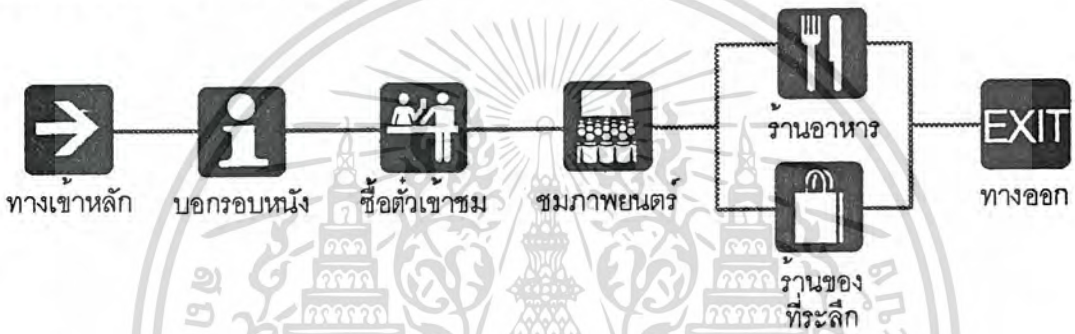 ทางเข้าหลัก
บอกรอบหนัง
ซื้อตั๋วเข้าชม
ชมภาพยนตร์
ร้านอาหาร
ร้านของ
ที่ระลึก
EXIT
ทางออก